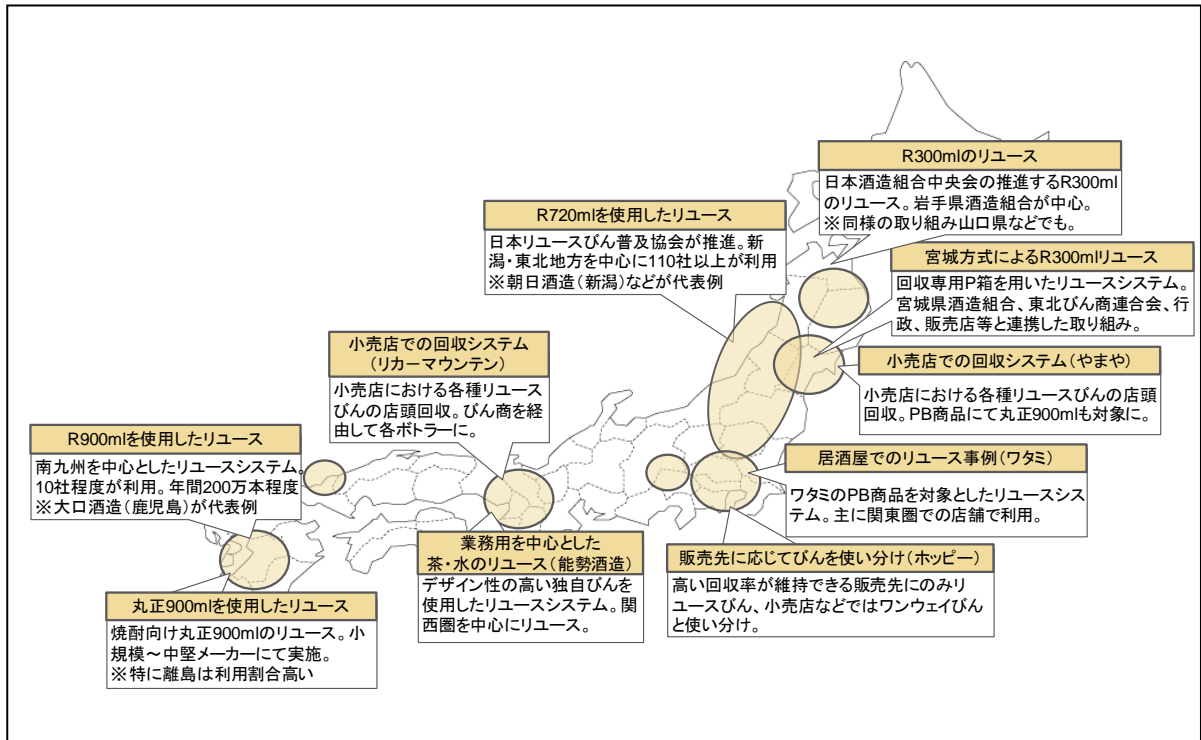 R300mlのリユース
日本酒造組合中央会の推進するR300ml
のリユース。岩手県酒造組合が中心。
※同様の取り組み山口県などでも。
R720mlを使用したリユース
日本リユースびん普及協会が推進。新
潟・東北地方を中心に110社以上が利用
※朝日酒造(新潟)などが代表例
宮城方式によるR300mlリユース
回収専用P箱を用いたリユースシステム。
宮城県酒造組合、東北びん商連合会、行
政、販売店等と連携した取り組み。
小売店での回収システム
(リカーマウンテン)
小売店における各種リユース
びんの店頭回収。びん商を経
由して各ボトラーに。
小売店での回収システム(やまや)
小売店における各種リユースびんの店頭
回収。PB商品にて丸正900mlも対象に。
R900mlを使用したリユース
南九州を中心としたリユースシステム。
10社程度が利用。年間200万本程度
※大口酒造(鹿児島)が代表例
居酒屋でのリユース事例(ワタミ)
ワタミのPB商品を対象としたリユースシス
テム。主に関東圏での店舗で利用。
業務用を中心とした
茶・水のリユース(能勢酒造)
デザイン性の高い独自びんを
使用したリユースシステム。関
西圏を中心にリユース。
販売先に応じてびんを使い分け(ホッピー)
高い回収率が維持できる販売先にのみリ
ユースびん、小売店などではワンウェイびん
と使い分け。
丸正900mlを使用したリユース
焼酎向け丸正900mlのリユース。小
規模~中堅メーカーにて実施。
※特に離島は利用割合高い